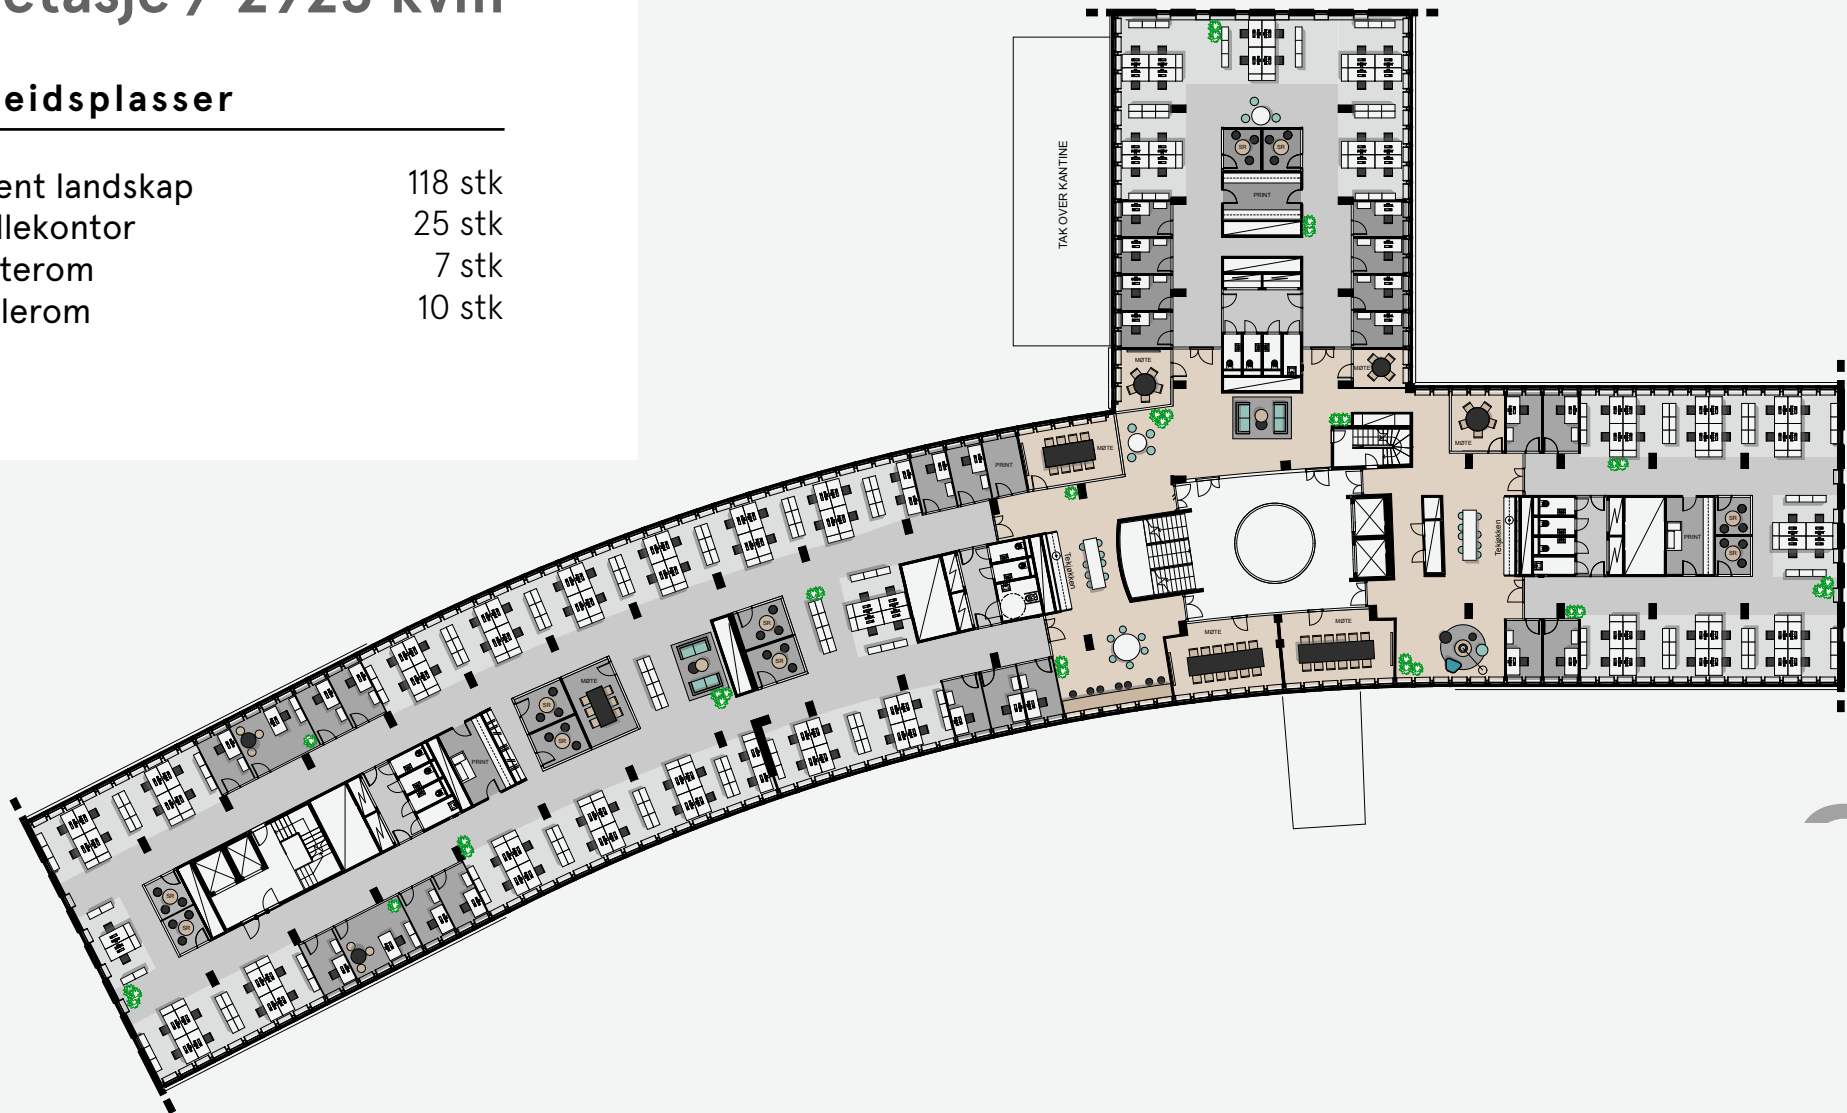 etasje / 2925 kvm
eidsplasser
ent landskap 118 stk
llekontor 25 stk
terom 7 stk
lerom 10 stk
TAK OVER KANTINE
SR SR
PRINT
MØTE
MØTE
MØTE
MØTE
PRINT
Tekjøkken
Tekjøkken
SR
PRINT
SR
MØTE
MØTE
SR
SR
MØTE
SR
SR
PRINT
SR
SR